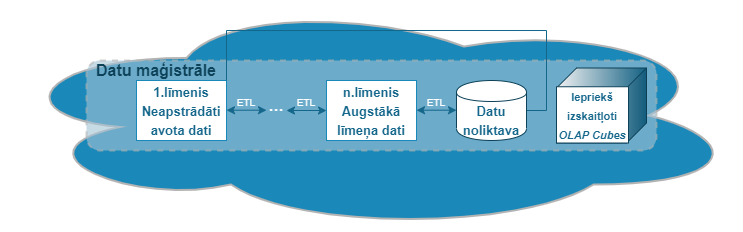 Datu maģistrāle
1.līmenis
Neapstrādāti
avota dati
ETL
...
ETL
n.līmenis
Augstākā
līmeņa dati
ETL
Datu
noliktava
Iepriekš
izskaitļoti
OLAP Cubes